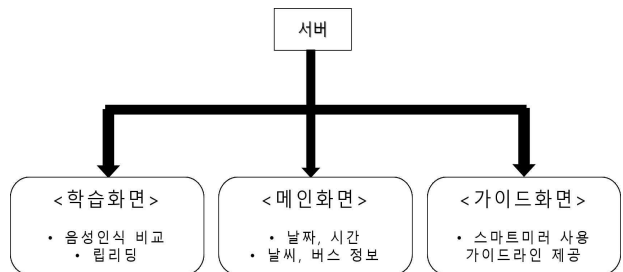 서버
<학습화면>
• 음성인식 비교
• 립리딩
<메인화면>
• 날짜, 시간
• 날씨, 버스 정보
<가이드화면>
• 스마트미러 사용
가이드라인 제공